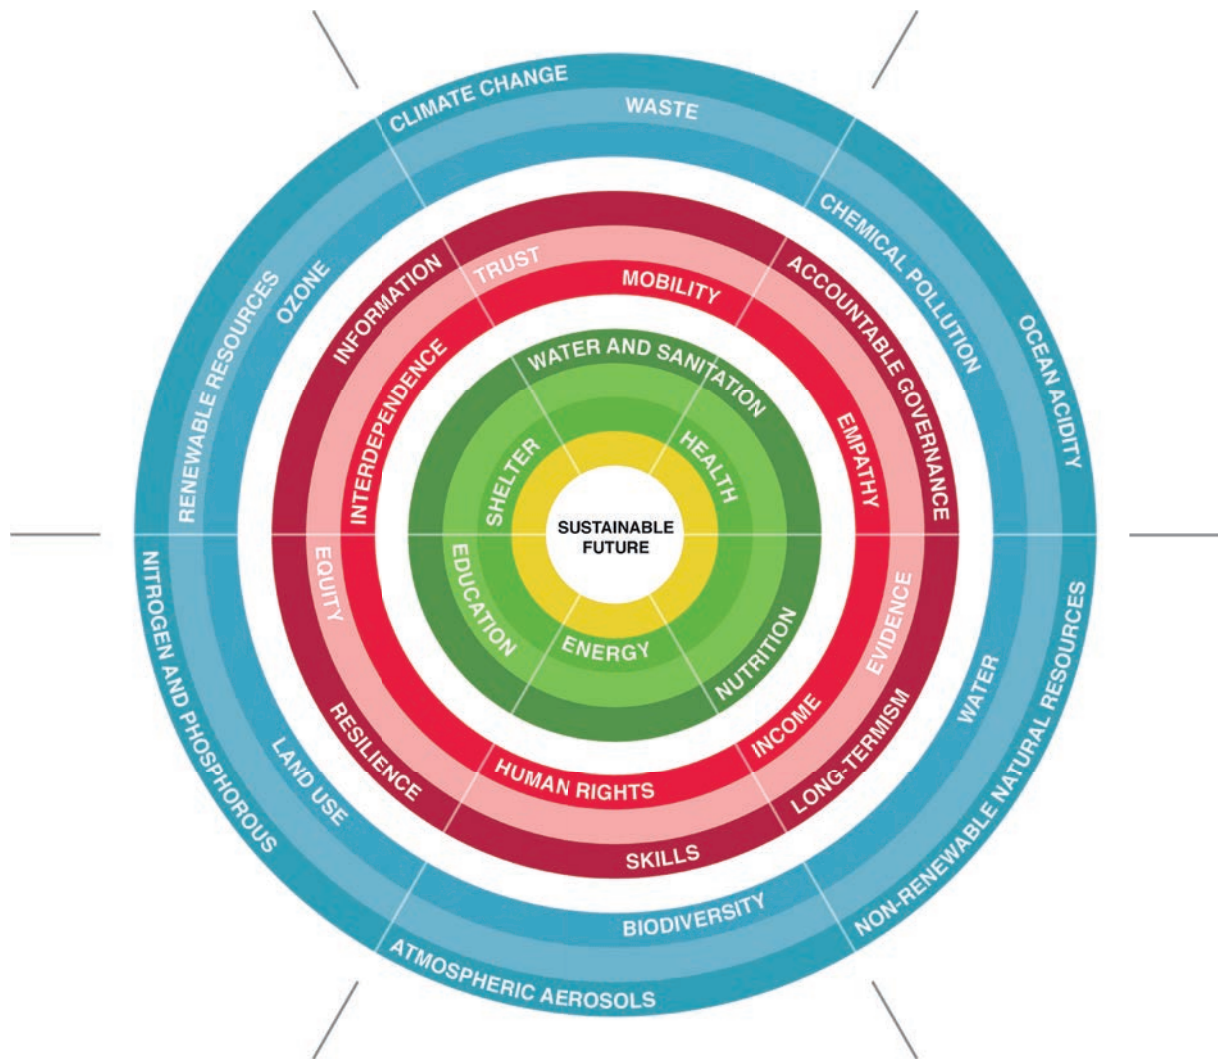 CLIMATE CHANGE
WASTE
CHEMICAL POLLUTION
OCEAN ACIDITY
RENEWABLE RESOURCES
OZONE
INFORMATION
TRUST
MOBILITY
ACCOUNTABLE GOVERNANCE
INTERDEPENDENCE
EMPATHY
WATER AND SANITATION
SHELTER
HEALTH
SUSTAINABLE
FUTURE
EDUCATION
ENERGY
NUTRITION
EQUITY
EVIDENCE
RESILIENCE
HUMAN RIGHTS
INCOME
LONG-TERMISM
SKILLS
NITROGEN AND PHOSPHOROUS
LAND USE
WATER
NON-RENEWABLE NATURAL RESOURCES
BIODIVERSITY
ATMOSPHERIC AEROSOLS